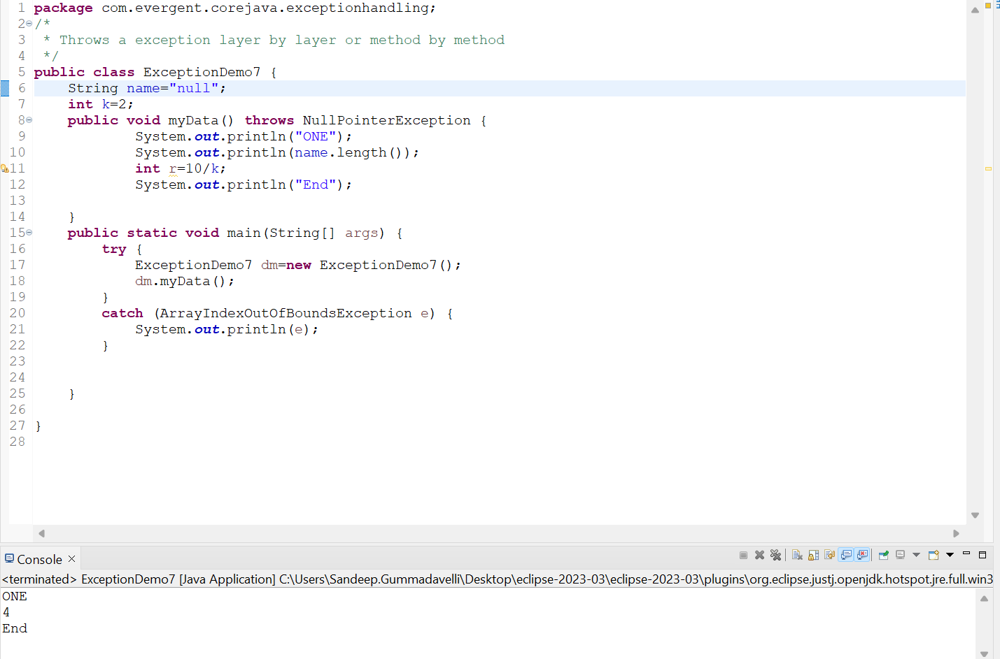 1 package com.evergent.corejava.exceptionhandling;
2 /*
3  * Throws a exception layer by layer or method by method
4  */
5 public class ExceptionDemo7 {
6     String name="null";
7     int k=2;
8     public void myData() throws NullPointerException {
9             System.out.println("ONE");
10             System.out.println(name.length());
11             int r=10/k;
12             System.out.println("End");
13
14     }
15     public static void main(String[] args) {
16         try {
17             ExceptionDemo7 dm=new ExceptionDemo7();
18             dm.myData();
19         }
20         catch (ArrayIndexOutOfBoundsException e) {
21             System.out.println(e);
22         }
23
24
25     }
26
27 }
28
Console
<terminated> ExceptionDemo7 [Java Application] C:\Users\Sandeep.Gummadavelli\Desktop\eclipse-2023-03\eclipse-2023-03\plugins\org.eclipse.justj.openjdk.hotspot.jre.full.win3
ONE
4
End